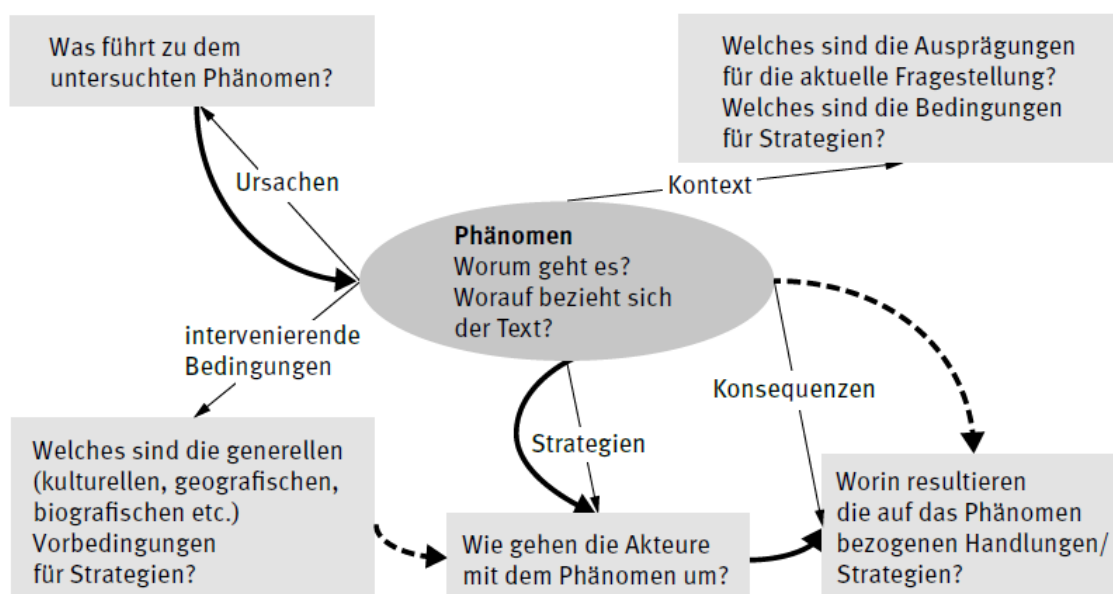 Was führt zu dem
untersuchten Phänomen?
Welches sind die Ausprägungen
für die aktuelle Fragestellung?
Welches sind die Bedingungen
für Strategien?
Ursachen
Kontext
Phänomen
Worum geht es?
Worauf bezieht sich
der Text?
intervenierende
Bedingungen
Strategien
Konsequenzen
Welches sind die generellen
(kulturellen, geografischen,
biografischen etc.)
Vorbedingungen
für Strategien?
Wie gehen die Akteure
mit dem Phänomen um?
Worin resultieren
die auf das Phänomen
bezogenen Handlungen/
Strategien?